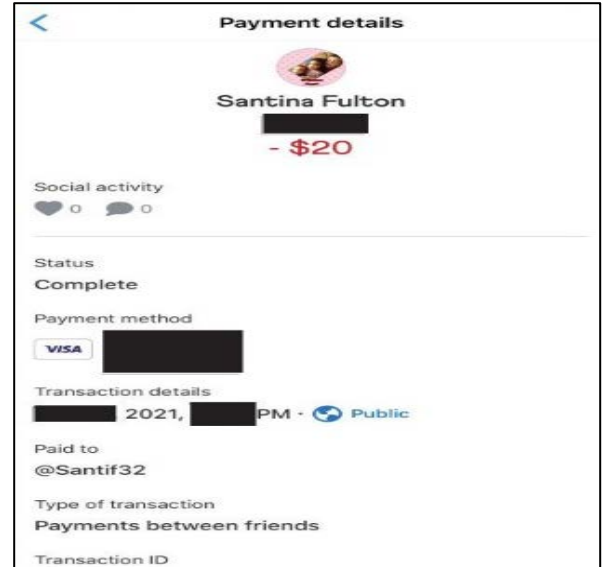 Payment details
Santina Fulton
- $20
Social activity
0 0
Status
Complete
Payment method
VISA
Transaction details
2021, PM · Public
Paid to
@Santif32
Type of transaction
Payments between friends
Transaction ID